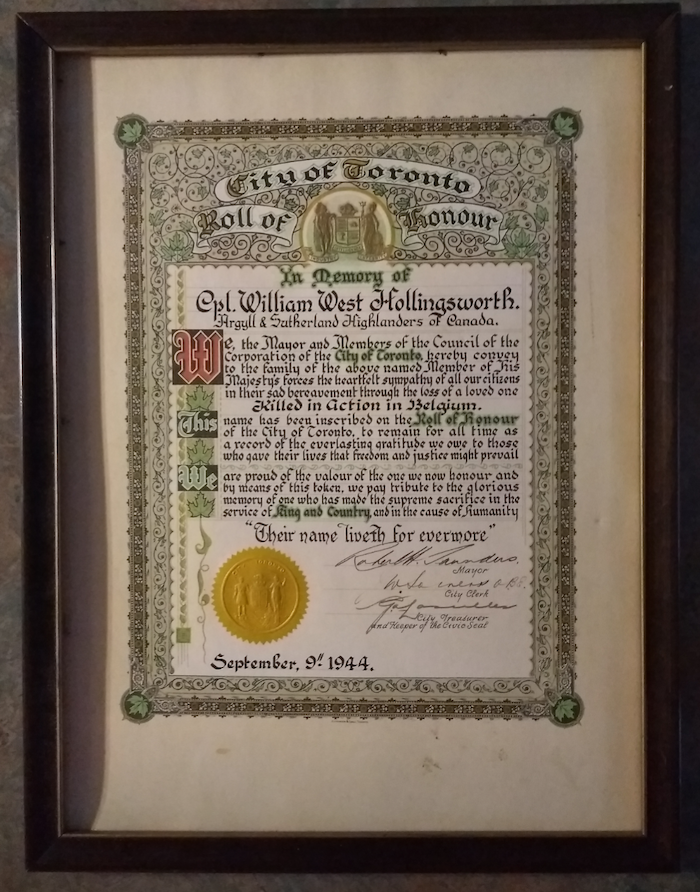 City of Toronto
Roll of Honour
In Memory of
Cpl. William West Hollingsworth.
Argyll & Sutherland Highlanders of Canada.
We, the Mayor and Members of the Council of the
Corporation of the City of Toronto, hereby convey
to the family of the above named Member of His
Majesty's forces the heartfelt sympathy of all our citizens
in their sad bereavement through the loss of a loved one
Killed in Action in Belgium.
This name has been inscribed on the Roll of Honour
of the City of Toronto, to remain for all time as
a record of the everlasting gratitude we owe to those
who gave their lives that freedom and justice might prevail
We are proud of the valour of the one we now honour, and
by means of this token, we pay tribute to the glorious
memory of one who has made the supreme sacrifice in the
service of King and Country, and in the cause of Humanity
"Their name liveth for evermore"
Robert H. Saunders.
Mayor
City Clerk
City Treasurer
and Keeper of the Civic Seal
September, 9th 1944.